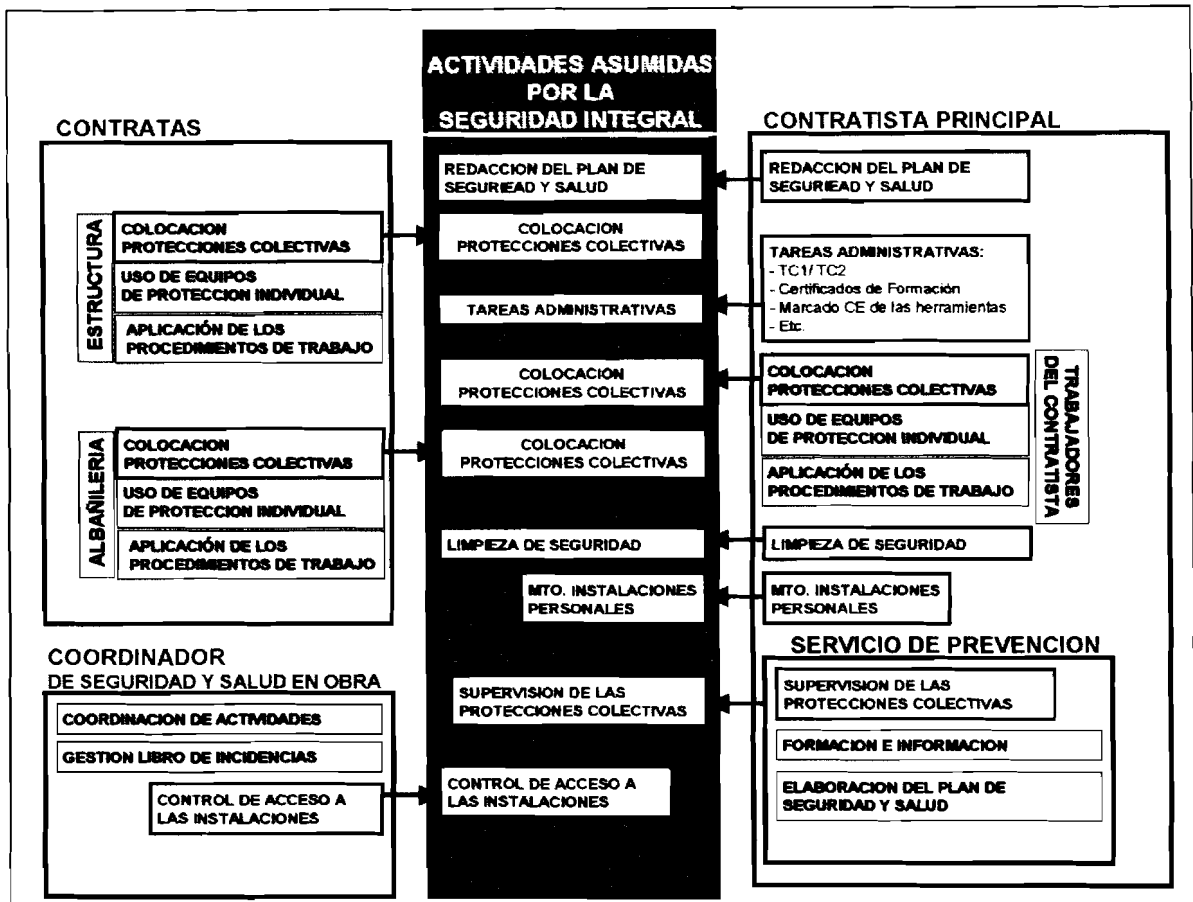 CONTRATAS
ESTRUCTURA
COLOCACION
PROTECCIONES COLECTIVAS
USO DE EQUIPOS
DE PROTECCION INDIVIDUAL
APLICACIÓN DE LOS
PROCEDIMIENTOS DE TRABAJO
ALBAÑILERIA
COLOCACION
PROTECCIONES COLECTIVAS
USO DE EQUIPOS
DE PROTECCION INDIVIDUAL
APLICACIÓN DE LOS
PROCEDIMIENTOS DE TRABAJO
COORDINADOR
DE SEGURIDAD Y SALUD EN OBRA
COORDINACION DE ACTIVIDADES
GESTION LIBRO DE INCIDENCIAS
CONTROL DE ACCESO A
LAS INSTALACIONES
ACTIVIDADES ASUMIDAS
POR LA
SEGURIDAD INTEGRAL
REDACCION DEL PLAN DE
SEGURIEAD Y SALUD
COLOCACION
PROTECCIONES COLECTIVAS
TAREAS ADMINISTRATIVAS
COLOCACION
PROTECCIONES COLECTIVAS
COLOCACION
PROTECCIONES COLECTIVAS
LIMPIEZA DE SEGURIDAD
MTO. INSTALACIONES
PERSONALES
SUPERVISION DE LAS
PROTECCIONES COLECTIVAS
CONTROL DE ACCESO A
LAS INSTALACIONES
CONTRATISTA PRINCIPAL
REDACCION DEL PLAN DE
SEGURIDAD Y SALUD
TAREAS ADMINISTRATIVAS:
- TC1/ TC2
- Certificados de Formación
- Marcado CE de las herramientas
- Etc.
COLOCACION
PROTECCIONES COLECTIVAS
USO DE EQUIPOS
DE PROTECCION INDIVIDUAL
APLICACIÓN DE LOS
PROCEDIMIENTOS DE TRABAJO
TRABAJADORES
DEL CONTRATISTA
LIMPIEZA DE SEGURIDAD
MTO. INSTALACIONES
PERSONALES
SERVICIO DE PREVENCION
SUPERVISION DE LAS
PROTECCIONES COLECTIVAS
FORMACION E INFORMACION
ELABORACION DEL PLAN DE
SEGURIDAD Y SALUD